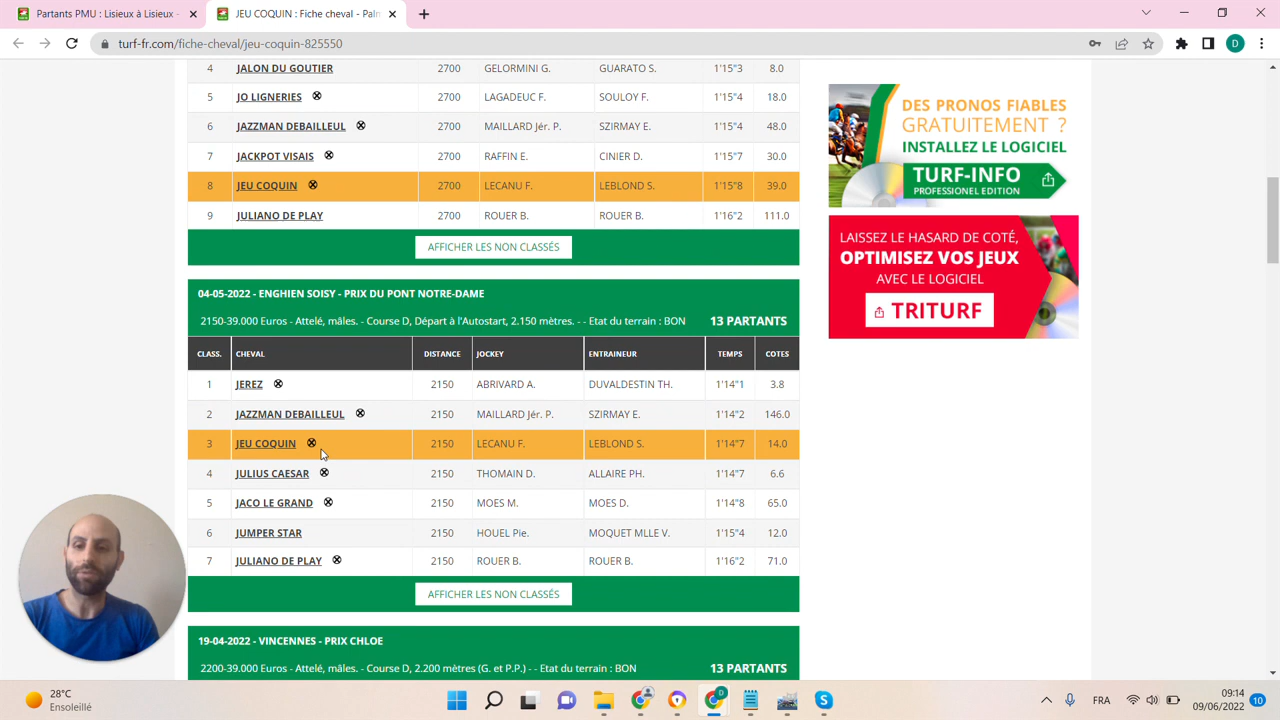 Partants PMU : Lisieux à Lisieux - JEU COQUIN : Fiche cheval - Paln
turf-fr.com/fiche-cheval/jeu-coquin-825550
D
4 JALON DU GOUTIER 2700 GELORMINI G. GUARATO S. 1'15"3 8.0
5 JO LIGNERIES 2700 LAGADEUC F. SOULOY F. 1'15"4 18.0
6 JAZZMAN DEBAILLEUL 2700 MAILLARD Jér. P. SZIRMAY E. 1'15"4 48.0
7 JACKPOT VISAIS 2700 RAFFIN E. CINIER D. 1'15"7 30.0
8 JEU COQUIN 2700 LECANU F. LEBLOND S. 1'15"8 39.0
9 JULIANO DE PLAY 2700 ROUER B. ROUER B. 1'16"2 111.0
AFFICHER LES NON CLASSÉS
04-05-2022 - ENGHIEN SOISY - PRIX DU PONT NOTRE-DAME
2150-39.000 Euros - Attelé, mâles. - Course D, Départ à l'Autostart, 2.150 mètres. - - Etat du terrain : BON 13 PARTANTS
CLASS. CHEVAL DISTANCE JOCKEY ENTRAINEUR TEMPS COTES
1 JEREZ 2150 ABRIVARD A. DUVALDESTIN TH. 1'14"1 3.8
2 JAZZMAN DEBAILLEUL 2150 MAILLARD Jér. P. SZIRMAY E. 1'14"2 146.0
3 JEU COQUIN 2150 LECANU F. LEBLOND S. 1'14"7 14.0
4 JULIUS CAESAR 2150 THOMAIN D. ALLAIRE PH. 1'14"7 6.6
5 JACO LE GRAND 2150 MOES M. MOES D. 1'14"8 65.0
6 JUMPER STAR 2150 HOUEL Pie. MOQUET MLLE V. 1'15"4 12.0
7 JULIANO DE PLAY 2150 ROUER B. ROUER B. 1'16"2 71.0
AFFICHER LES NON CLASSÉS
19-04-2022 - VINCENNES - PRIX CHLOE
2200-39.000 Euros - Attelé, mâles. - Course D, 2.200 mètres (G. et P.P.) - - Etat du terrain : BON 13 PARTANTS
DES PRONOS FIABLES
GRATUITEMENT ?
INSTALLEZ LE LOGICIEL
TURF-INFO
PROFESSIONEL EDITION
LAISSEZ LE HASARD DE COTÉ,
OPTIMISEZ VOS JEUX
AVEC LE LOGICIEL
TRITURF
28°C
Ensoleillé
D
FRA
09:14
09/06/2022
10